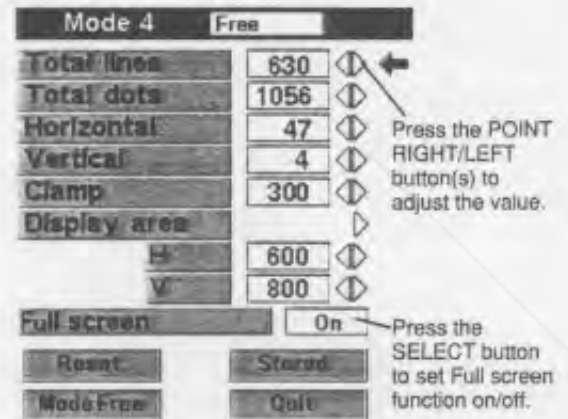 Mode 4 Free
Total lines 630
Total dots 1056
Horizontal 47
Vertical 4
Clamp 300
Display area
H 600
V 800
Full screen On
Reset Stored
Mode Free Quit
Press the POINT
RIGHT/LEFT
button(s) to
adjust the value.
Press the
SELECT button
to set Full screen
function on/off.